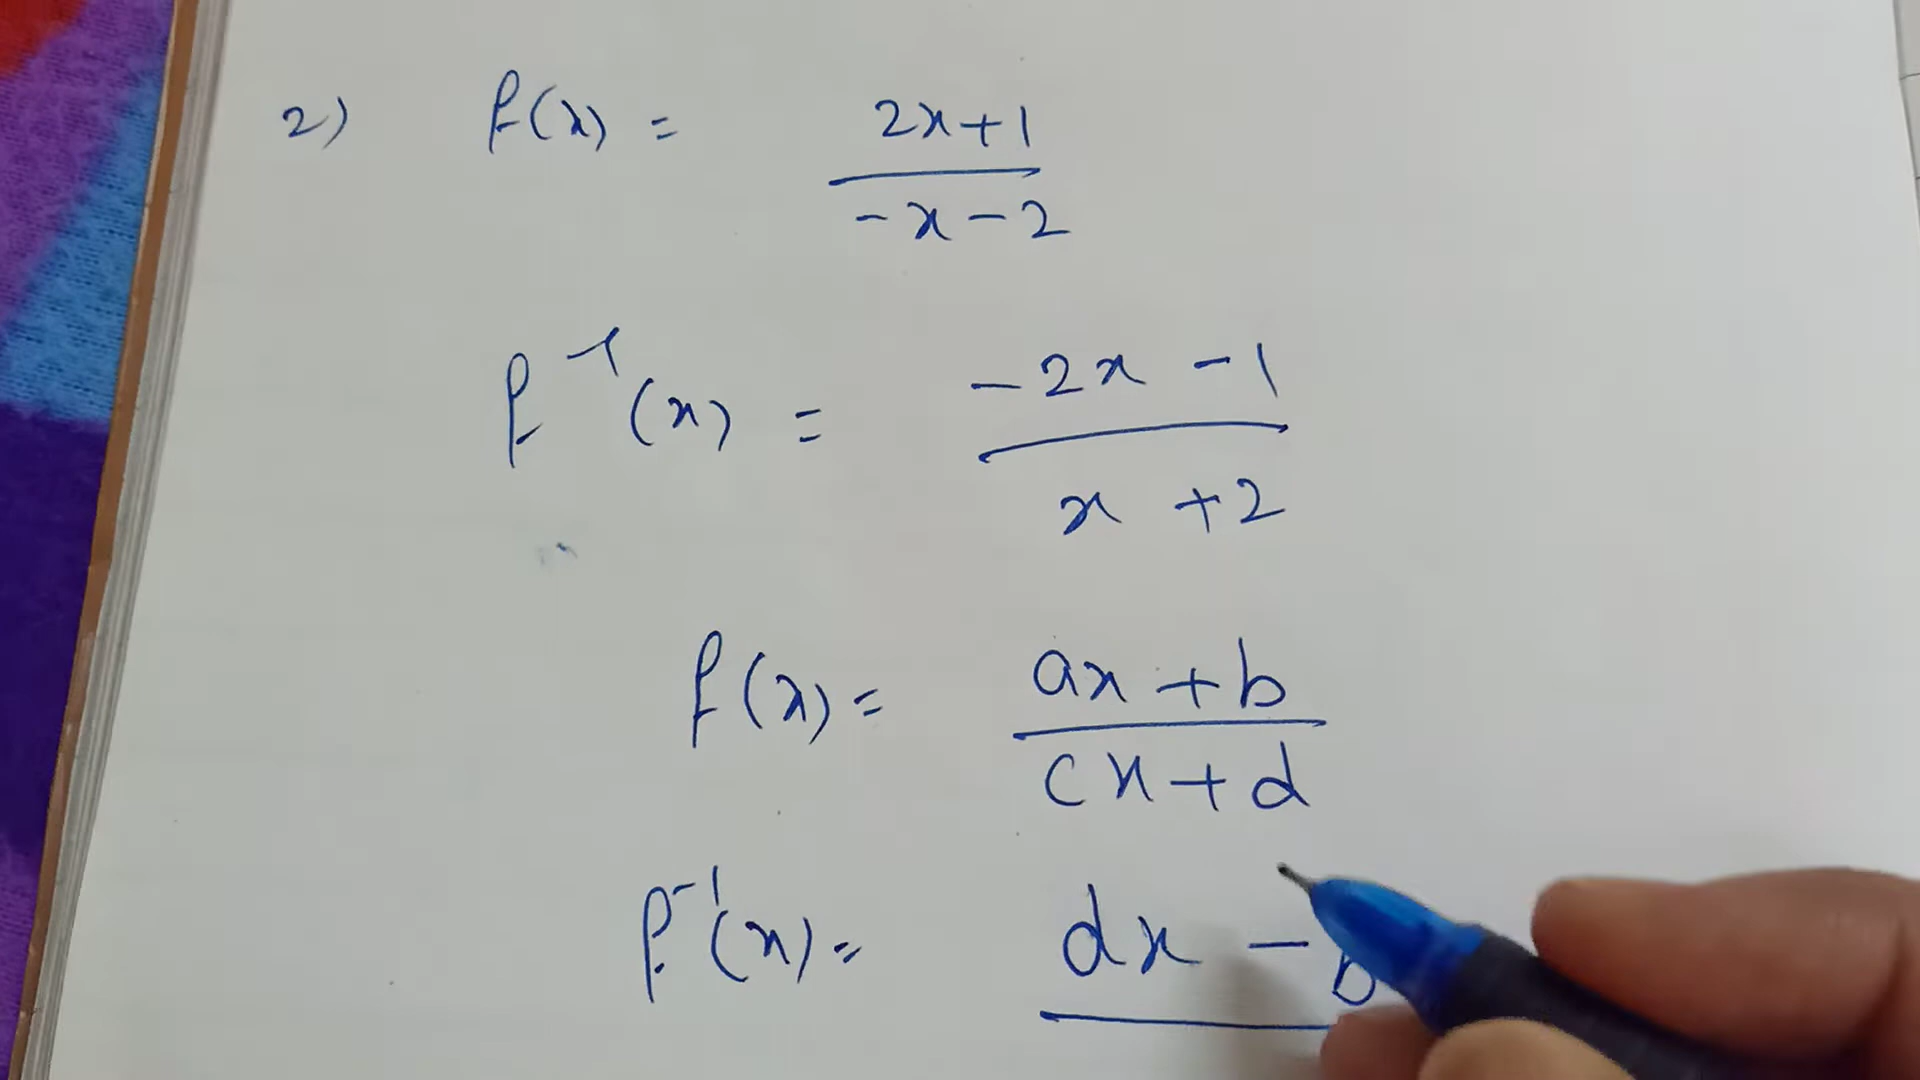 2) f(x) = 2x+1
-x-2
f⁻¹(x) = -2x -1
x +2
f(x) = ax+b
cx+d
f⁻¹(x) = dx - b